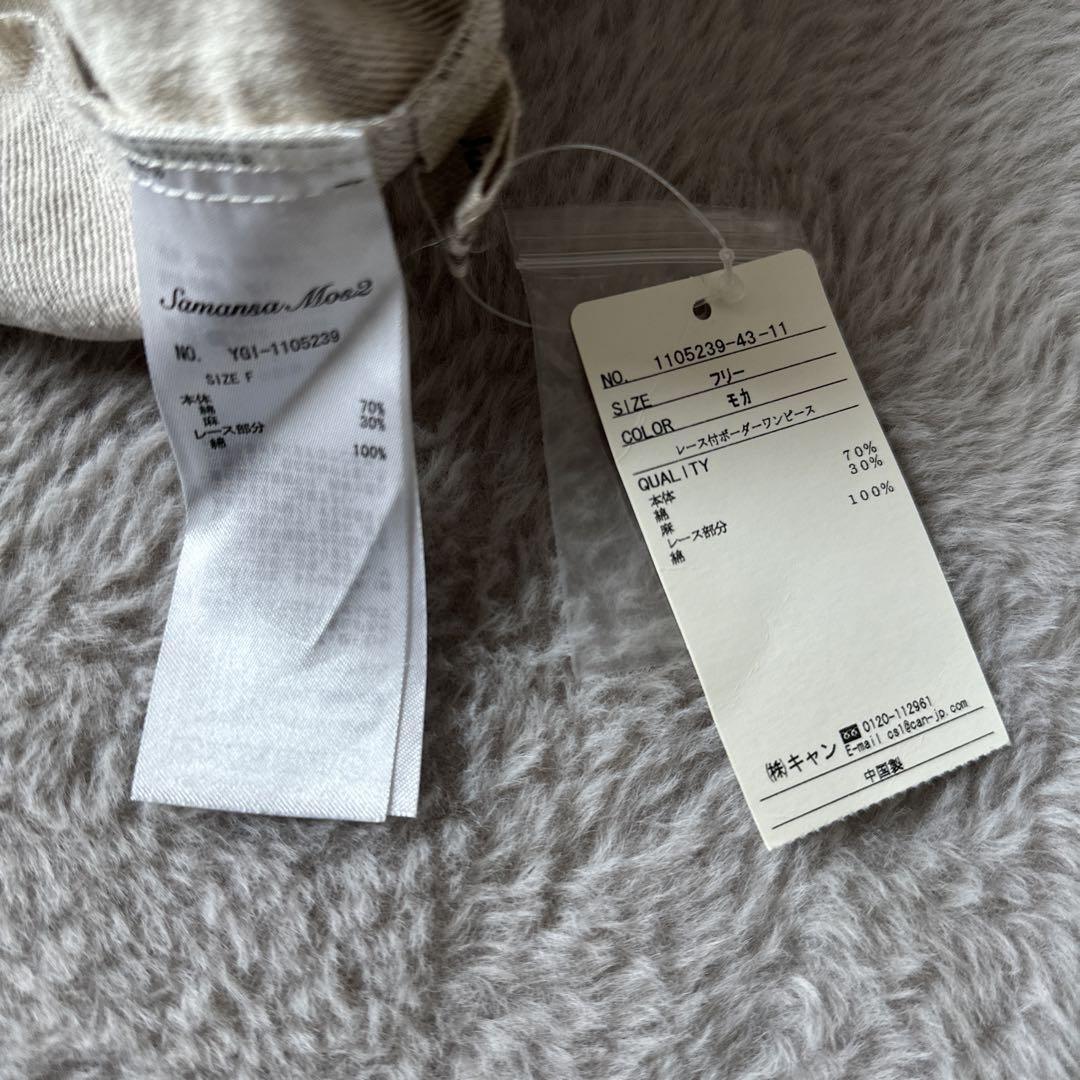 Samansa Mos2
NO. YGI-1105239
SIZE F
本体
綿 70%
麻 30%
レース部分
綿 100%
NO. 1105239-43-11
SIZE フリー
COLOR モカ
レース付ボーダーワンピース
QUALITY
本体
綿 70%
麻 30%
レース部分
綿 100%
㈱キャン 0120-112961
E-mail cs1@can-jp.com
中国製